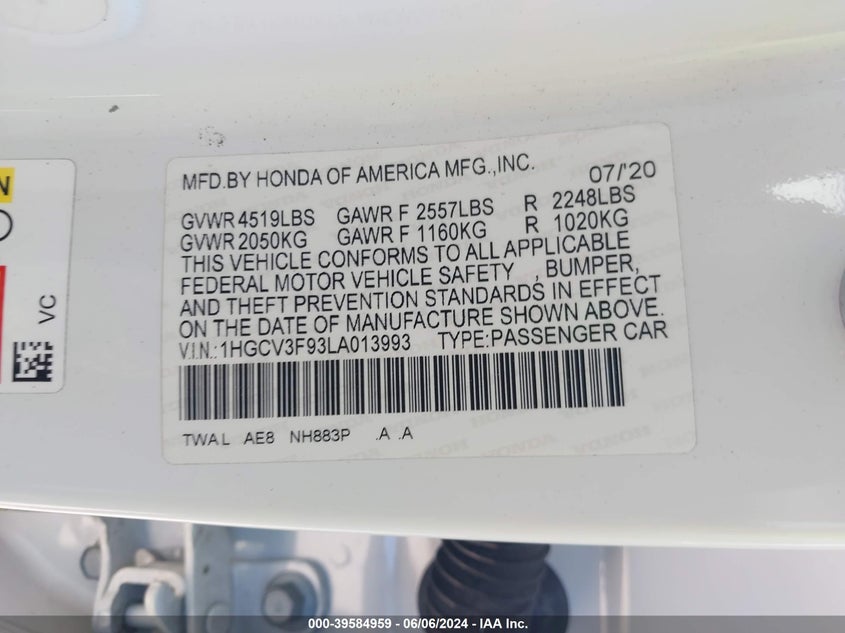 MFD.BY HONDA OF AMERICA MFG.,INC. 07/'20
GVWR 4519LBS GAWR F 2557LBS R 2248LBS
GVWR 2050KG GAWR F 1160KG R 1020KG
THIS VEHICLE CONFORMS TO ALL APPLICABLE
FEDERAL MOTOR VEHICLE SAFETY , BUMPER,
AND THEFT PREVENTION STANDARDS IN EFFECT
ON THE DATE OF MANUFACTURE SHOWN ABOVE.
V.I.N.:1HGCV3F93LA013993 TYPE:PASSENGER CAR
TWAL AE8 NH883P .A .A
N
VC
000-39584959 - 06/06/2024 - IAA Inc.